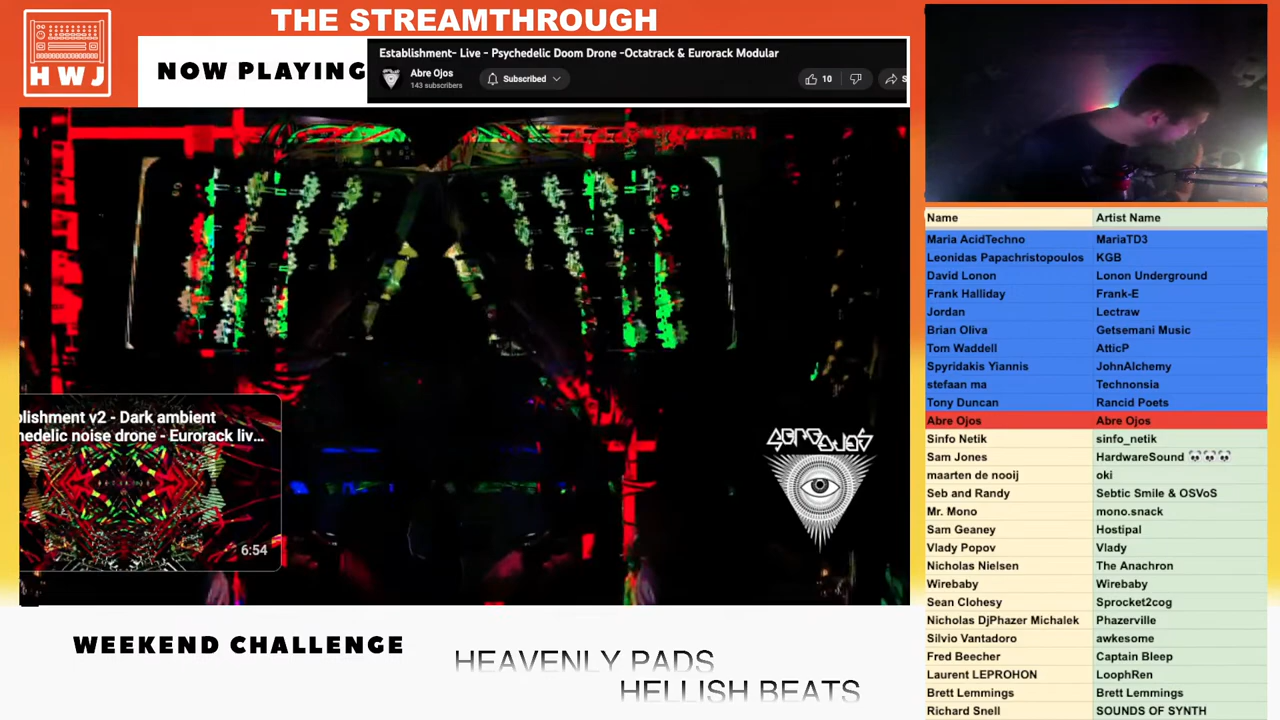 THE STREAMTHROUGH
HWJ
NOW PLAYING
Establishment- Live - Psychedelic Doom Drone -Octatrack & Eurorack Modular
Abre Ojos
143 subscribers
Subscribed
10
S
blishment v2 - Dark ambient
hedelic noise drone - Eurorack liv...
6:54
abre ojos
WEEKEND CHALLENGE
HEAVENLY PADS
HELLISH BEATS
Name Artist Name
Maria AcidTechno MariaTD3
Leonidas Papachristopoulos KGB
David Lonon Lonon Underground
Frank Halliday Frank-E
Jordan Lectraw
Brian Oliva Getsemani Music
Tom Waddell AtticP
Spyridakis Yiannis JohnAlchemy
stefaan ma Technonsia
Tony Duncan Rancid Poets
Abre Ojos Abre Ojos
Sinfo Netik sinfo_netik
Sam Jones HardwareSound 🐼🐼🐼
maarten de nooij oki
Seb and Randy Sebtic Smile & OSVoS
Mr. Mono mono.snack
Sam Geaney Hostipal
Vlady Popov Vlady
Nicholas Nielsen The Anachron
Wirebaby Wirebaby
Sean Clohesy Sprocket2cog
Nicholas DjPhazer Michalek Phazerville
Silvio Vantadoro awkesome
Fred Beecher Captain Bleep
Laurent LEPROHON LoophRen
Brett Lemmings Brett Lemmings
Richard Snell SOUNDS OF SYNTH